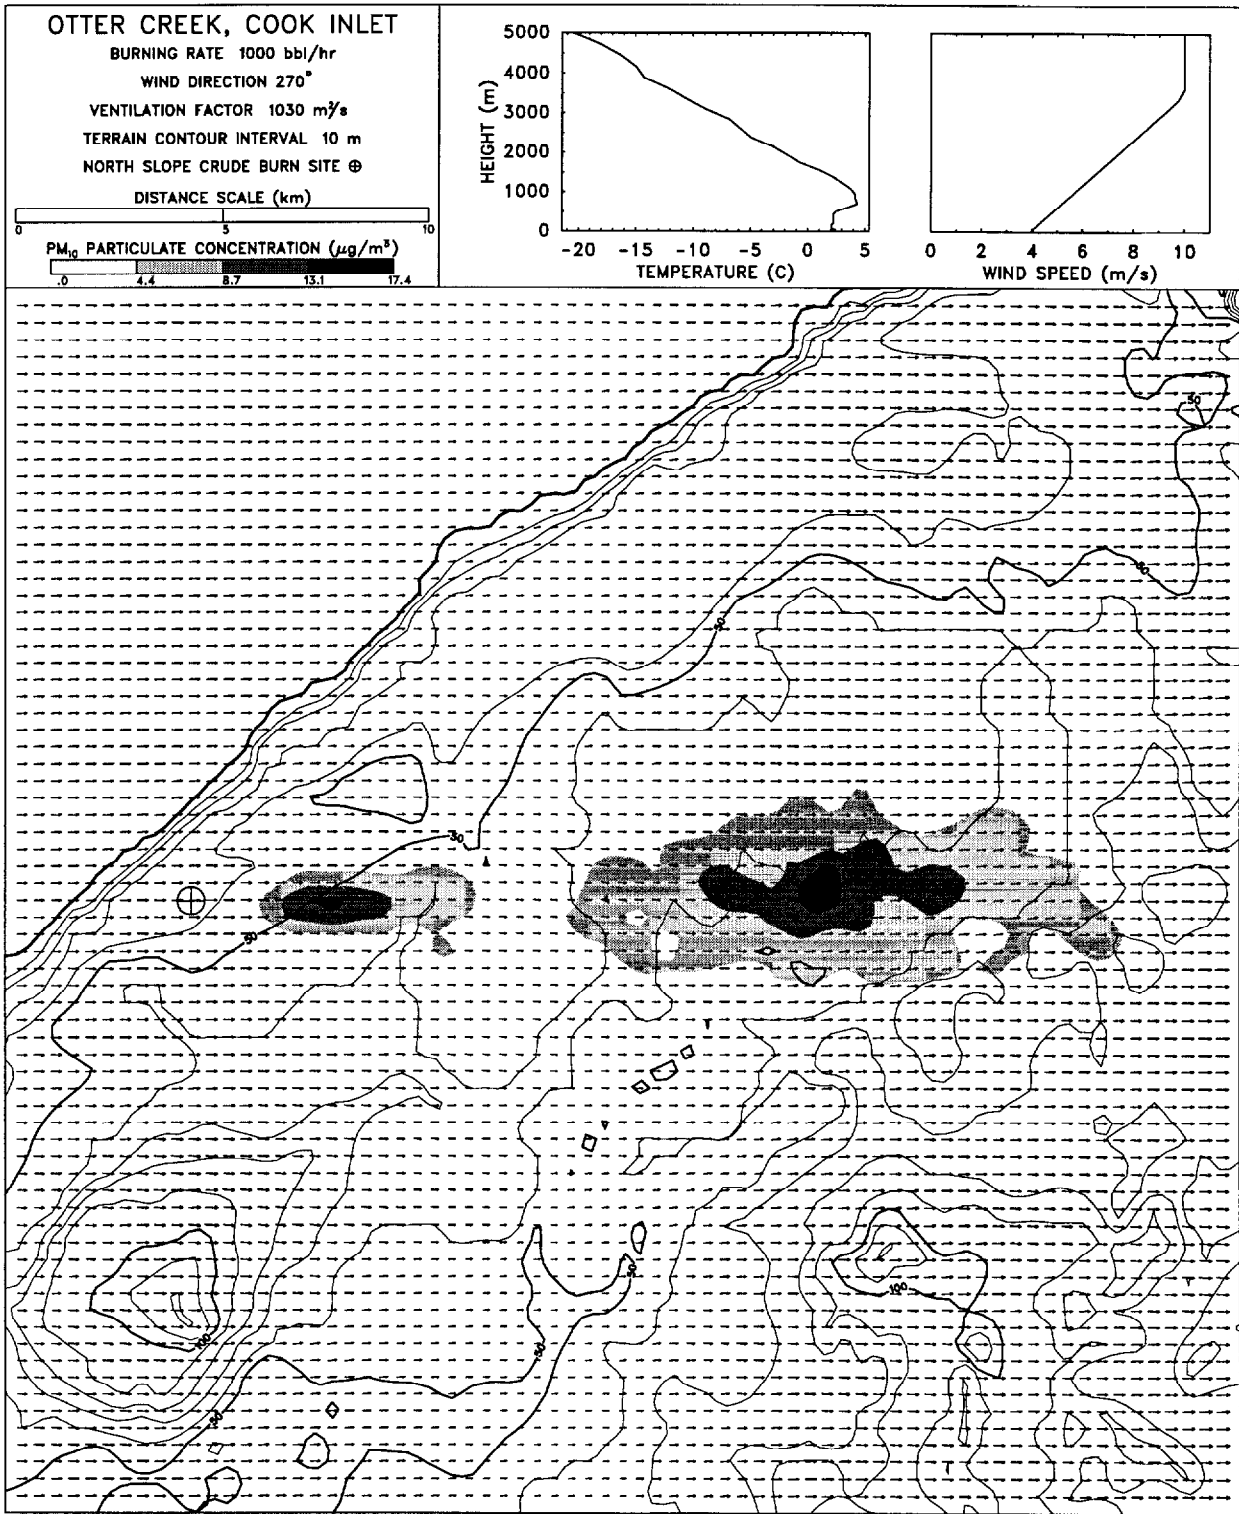 OTTER CREEK, COOK INLET
BURNING RATE 1000 bbl/hr
WIND DIRECTION 270°
VENTILATION FACTOR 1030 m²/s
TERRAIN CONTOUR INTERVAL 10 m
NORTH SLOPE CRUDE BURN SITE ⊕
DISTANCE SCALE (km)
0 5 10
PM₁₀ PARTICULATE CONCENTRATION (μg/m³)
.0 4.4 8.7 13.1 17.4
5000
4000
3000
2000
1000
0
HEIGHT (m)
-20 -15 -10 -5 0 5
TEMPERATURE (C)
0 2 4 6 8 10
WIND SPEED (m/s)
50
50
50
50
50
100
100
50
50
50